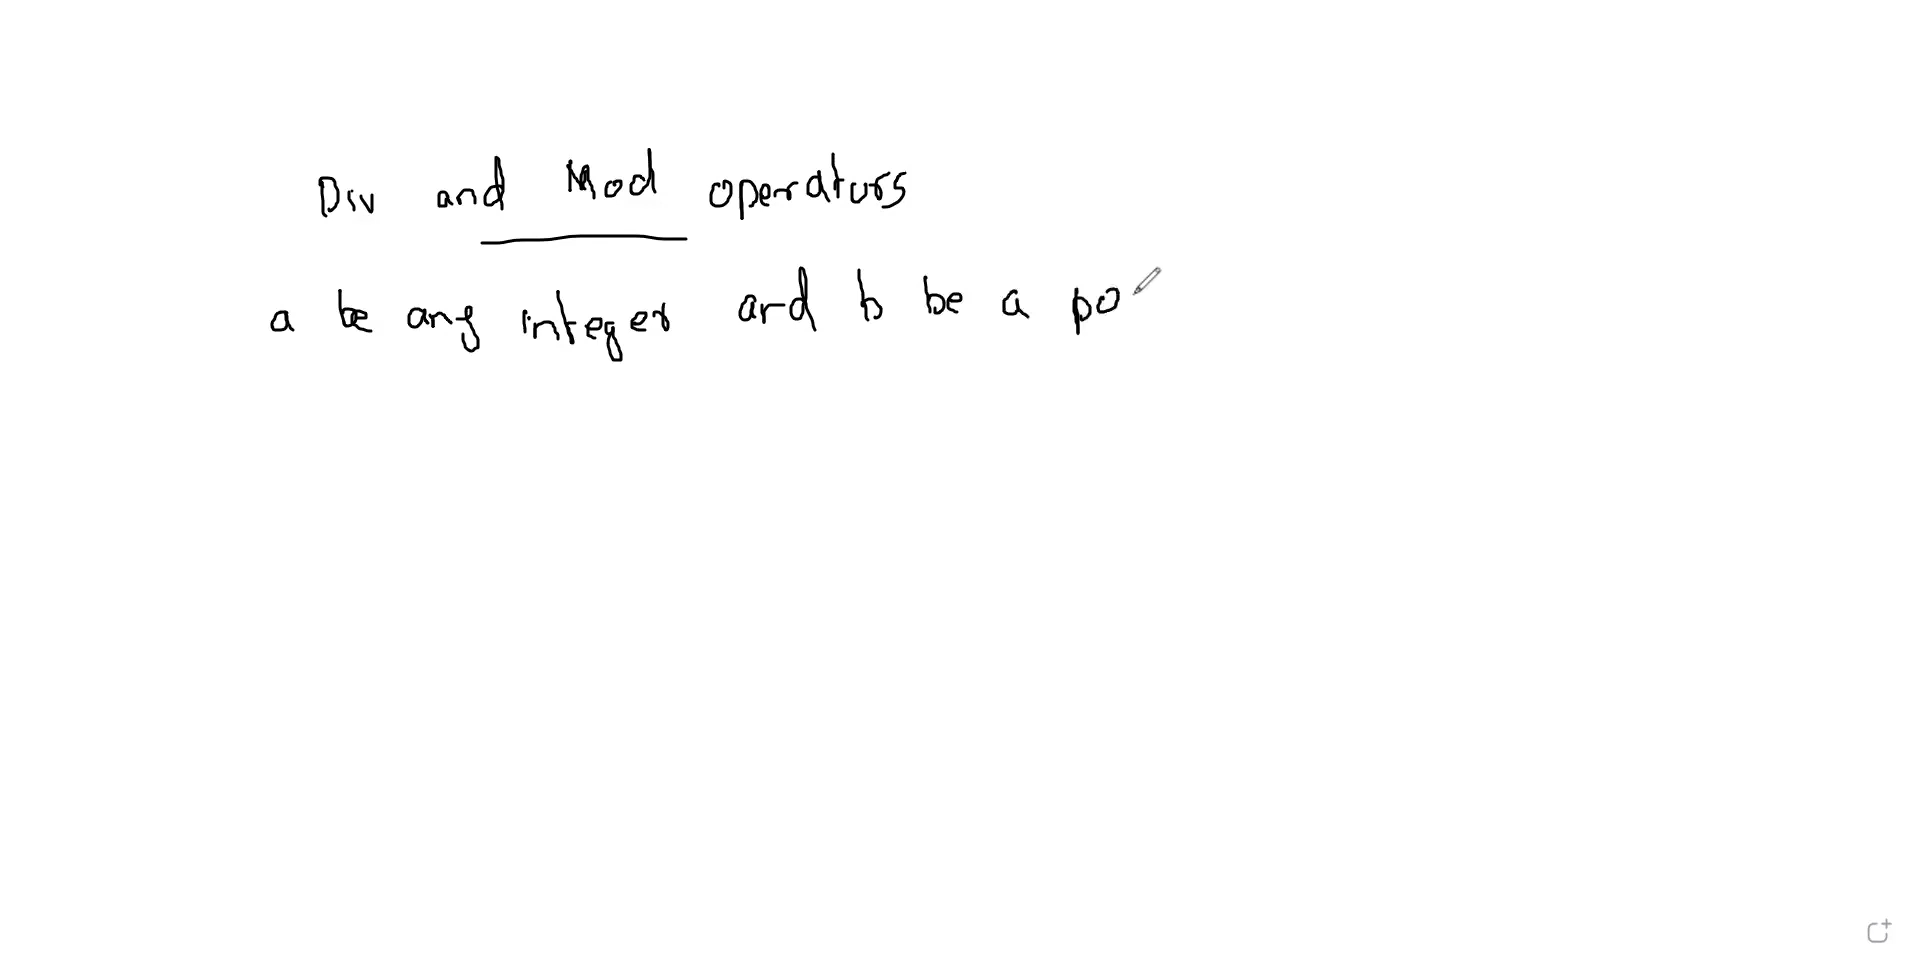 Div and Mod operators
a be any integer and b be a po